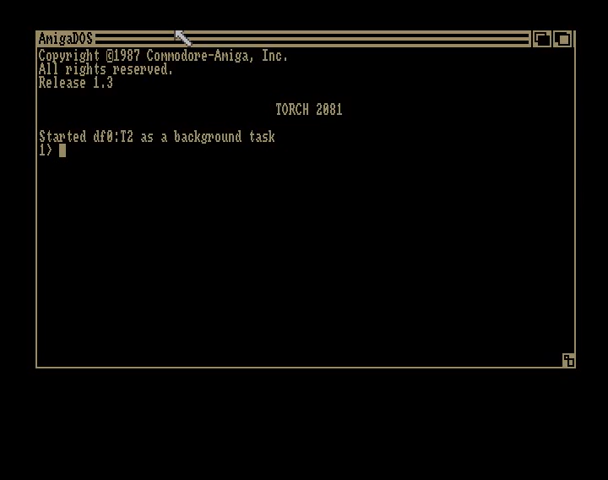 AmigaDOS
Copyright ©1987 Commodore-Amiga, Inc.
All rights reserved.
Release 1.3
TORCH 2081
Started df0:T2 as a background task
1>